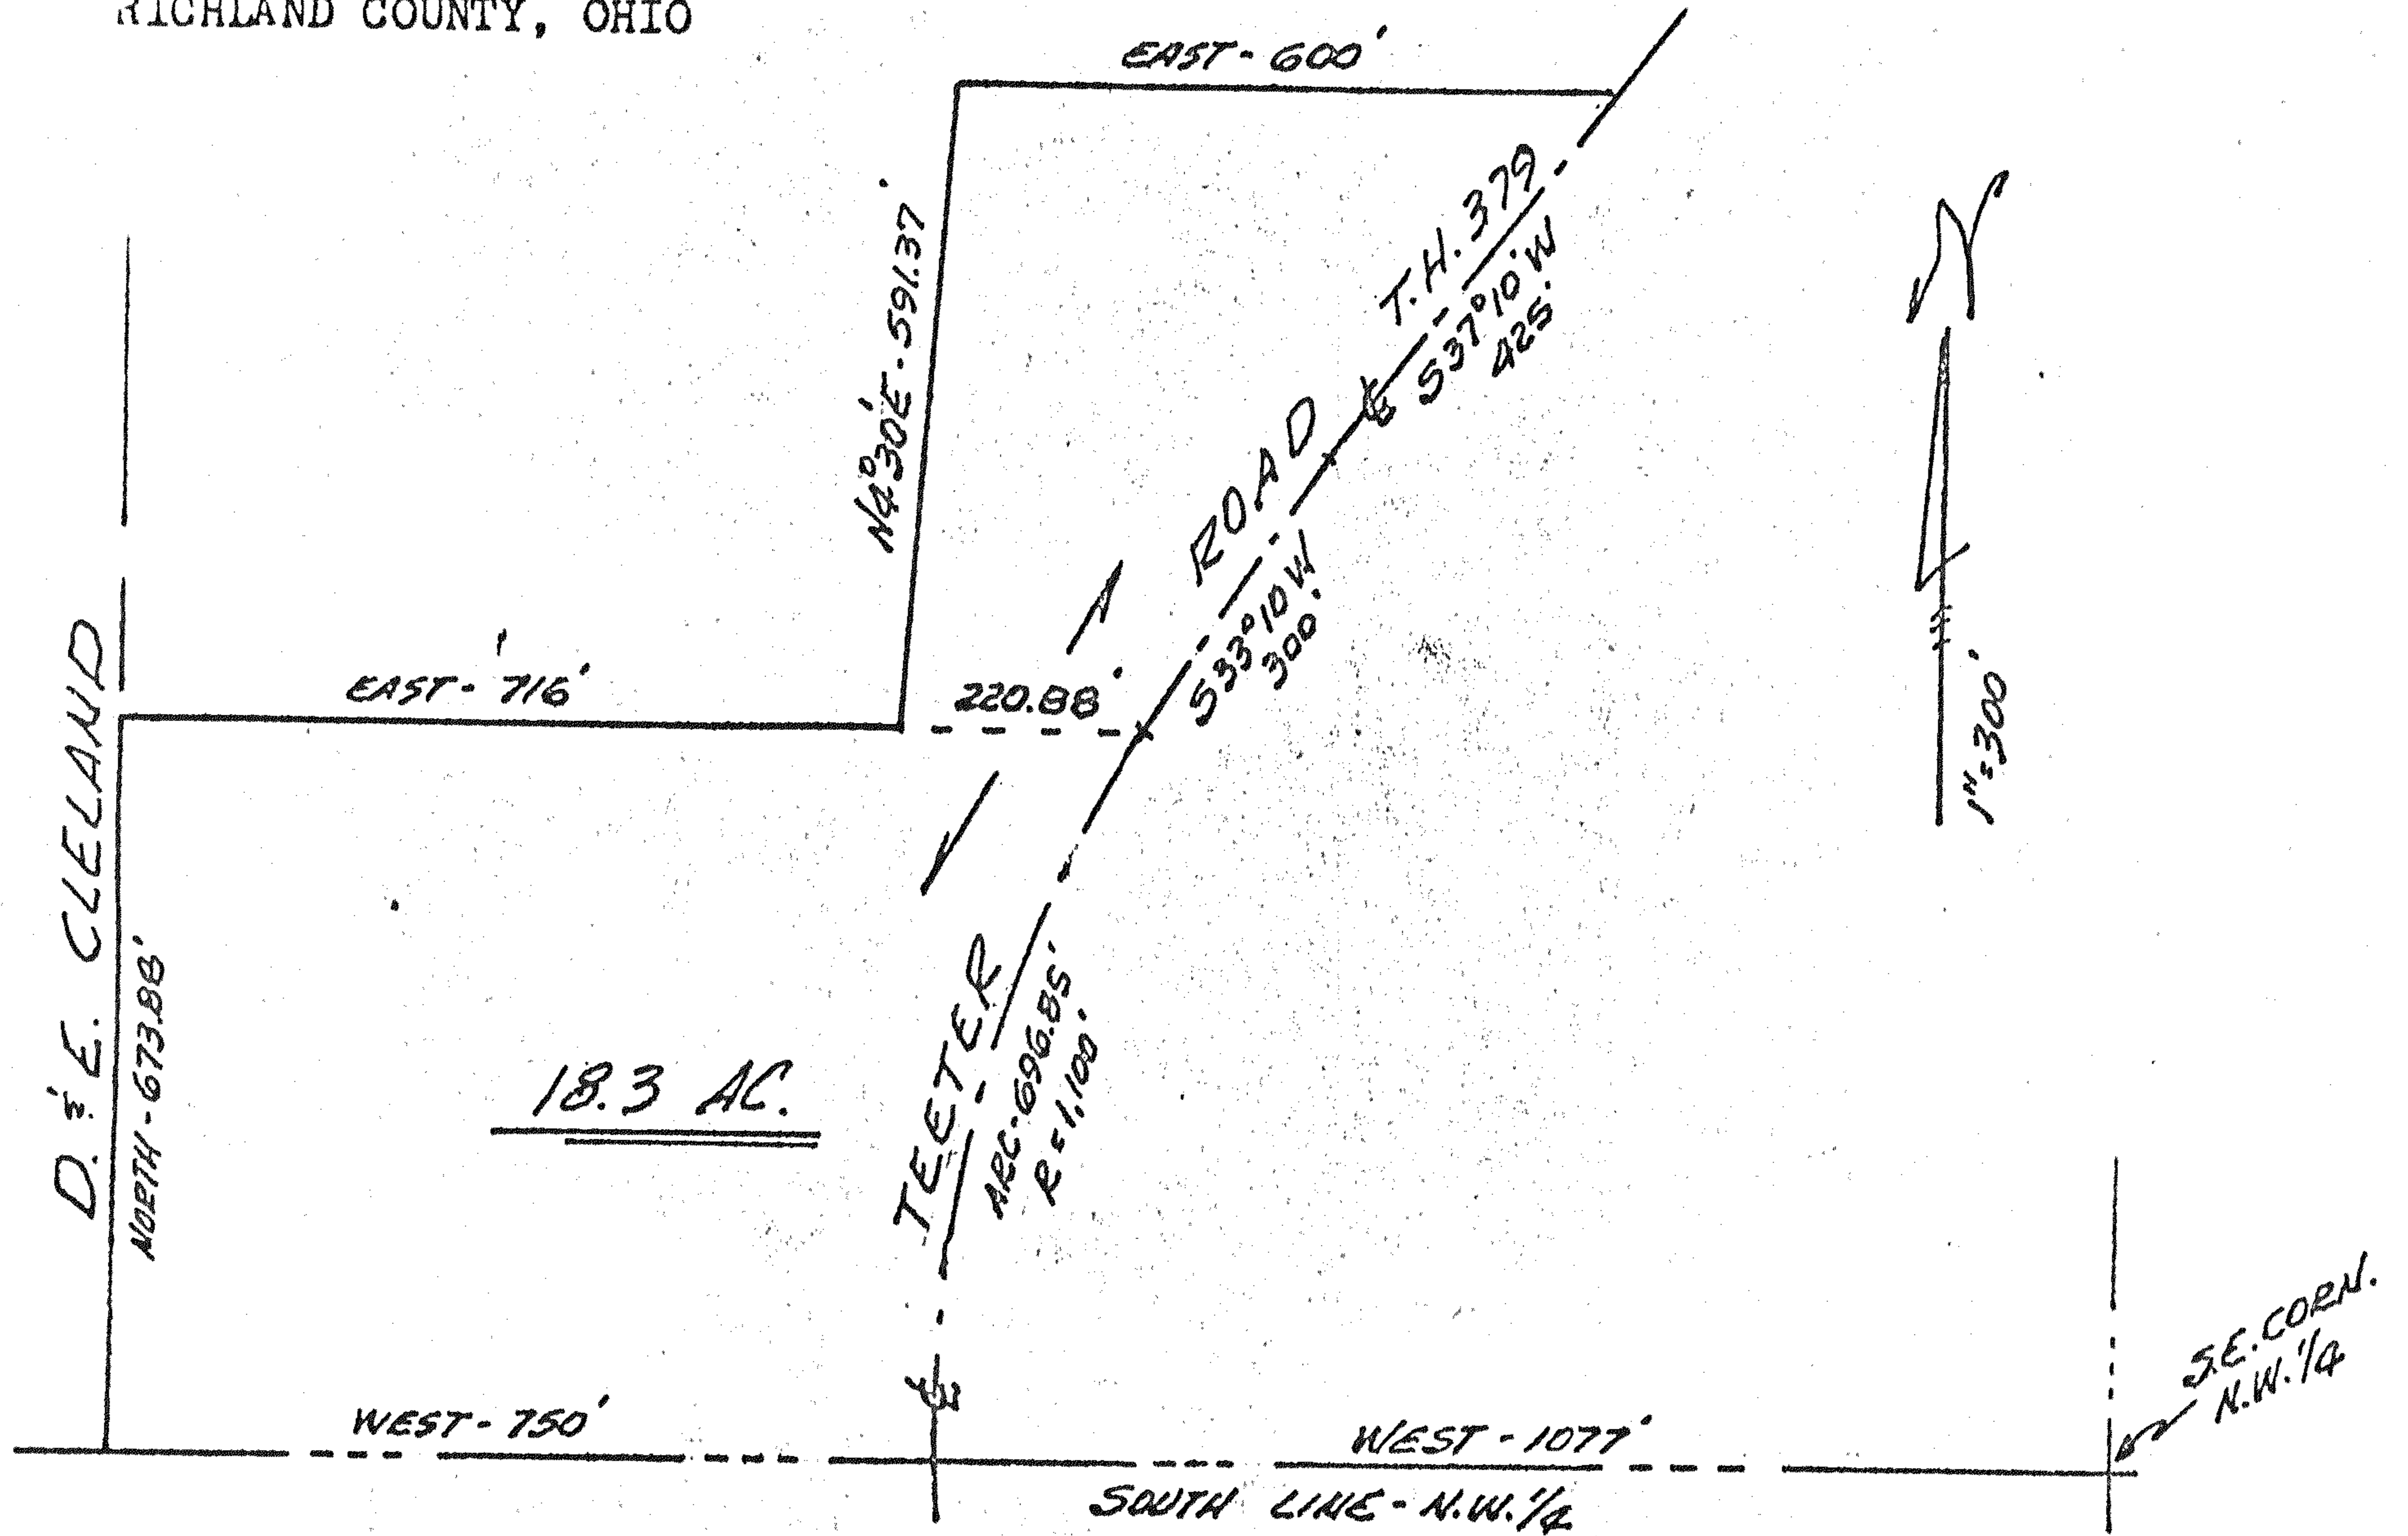 RICHLAND COUNTY, OHIO
EAST - 600'
T.H. 379
S37°10'W
425'
N4°30'E - 591.37'
ROAD
S33°10'W
300'
1"=300'
EAST - 716'
220.88'
D. & E. CLELAND
NORTH - 673.88'
TEETER
ARC - 696.85'
R = 1,100'
18.3 AC.
S.E. CORN.
N.W. 1/4
WEST - 750'
WEST - 1077'
SOUTH LINE - N.W. 1/4